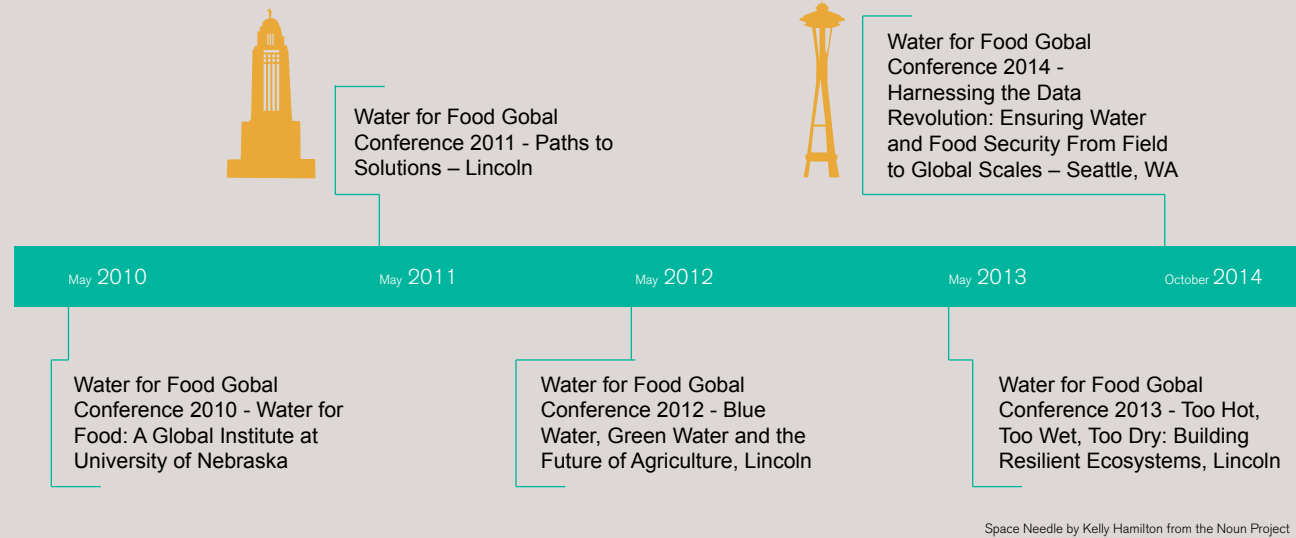 Water for Food Gobal
Conference 2011 - Paths to
Solutions – Lincoln
Water for Food Gobal
Conference 2014 -
Harnessing the Data
Revolution: Ensuring Water
and Food Security From Field
to Global Scales – Seattle, WA
May 2010
May 2011
May 2012
May 2013
October 2014
Water for Food Gobal
Conference 2010 - Water for
Food: A Global Institute at
University of Nebraska
Water for Food Gobal
Conference 2012 - Blue
Water, Green Water and the
Future of Agriculture, Lincoln
Water for Food Gobal
Conference 2013 - Too Hot,
Too Wet, Too Dry: Building
Resilient Ecosystems, Lincoln
Space Needle by Kelly Hamilton from the Noun Project